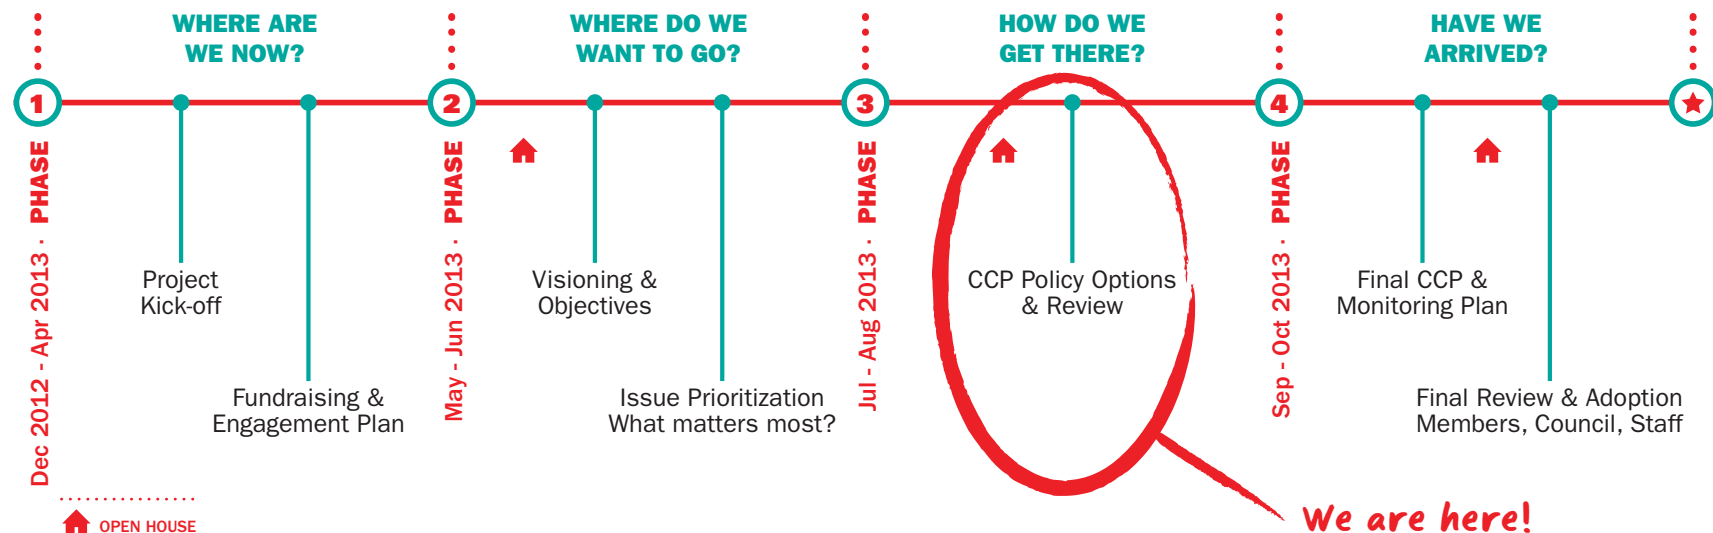 WHERE ARE
WE NOW?
WHERE DO WE
WANT TO GO?
HOW DO WE
GET THERE?
HAVE WE
ARRIVED?
1
2
3
4
Dec 2012 - Apr 2013 · PHASE
May - Jun 2013 · PHASE
Jul - Aug 2013 · PHASE
Sep - Oct 2013 · PHASE
Project
Kick-off
Fundraising &
Engagement Plan
Visioning &
Objectives
Issue Prioritization
What matters most?
CCP Policy Options
& Review
Final CCP &
Monitoring Plan
Final Review & Adoption
Members, Council, Staff
OPEN HOUSE
We are here!